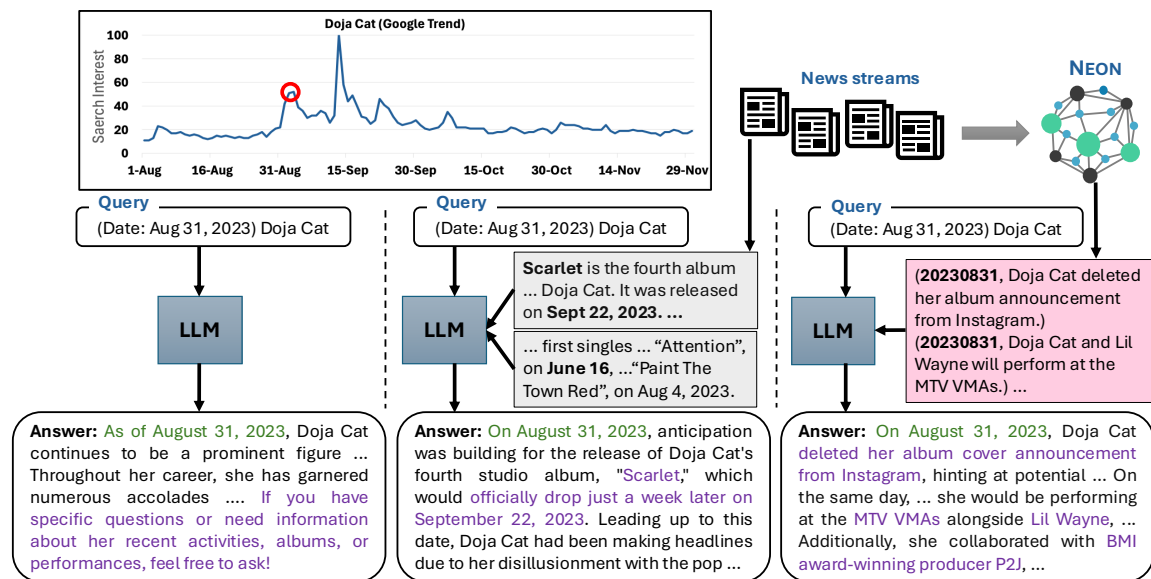 Doja Cat (Google Trend)
Saerch Interest
100
80
60
40
20
0
1-Aug
16-Aug
31-Aug
15-Sep
30-Sep
15-Oct
30-Oct
14-Nov
29-Nov
News streams
NEON
Query
(Date: Aug 31, 2023) Doja Cat
LLM
Answer: As of August 31, 2023, Doja Cat
continues to be a prominent figure ...
Throughout her career, she has garnered
numerous accolades .... If you have
specific questions or need information
about her recent activities, albums, or
performances, feel free to ask!
Query
(Date: Aug 31, 2023) Doja Cat
Scarlet is the fourth album
... Doja Cat. It was released
on Sept 22, 2023. ...
... first singles ... “Attention”,
on June 16, ...“Paint The
Town Red”, on Aug 4, 2023.
LLM
Answer: On August 31, 2023, anticipation
was building for the release of Doja Cat's
fourth studio album, "Scarlet," which
would officially drop just a week later on
September 22, 2023. Leading up to this
date, Doja Cat had been making headlines
due to her disillusionment with the pop ...
Query
(Date: Aug 31, 2023) Doja Cat
(20230831, Doja Cat deleted
her album announcement
from Instagram.)
(20230831, Doja Cat and Lil
Wayne will perform at the
MTV VMAs.) ...
LLM
Answer: On August 31, 2023, Doja Cat
deleted her album cover announcement
from Instagram, hinting at potential ... On
the same day, ... she would be performing
at the MTV VMAs alongside Lil Wayne, ...
Additionally, she collaborated with BMI
award-winning producer P2J, ...